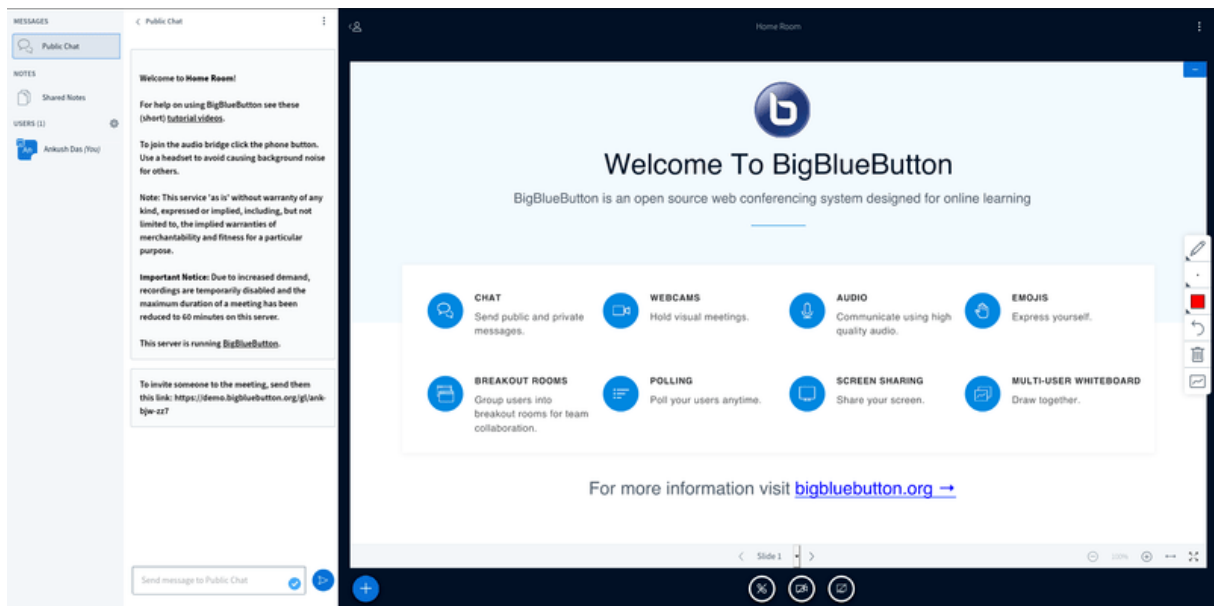 MESSAGES
Public Chat
NOTES
Shared Notes
USERS (1)
An
Ankush Das (You)
Public Chat
Welcome to Home Room!
For help on using BigBlueButton see these
(short) tutorial videos.
To join the audio bridge click the phone button.
Use a headset to avoid causing background noise
for others.
Note: This service 'as is' without warranty of any
kind, expressed or implied, including, but not
limited to, the implied warranties of
merchantability and fitness for a particular
purpose.
Important Notice: Due to increased demand,
recordings are temporarily disabled and the
maximum duration of a meeting has been
reduced to 60 minutes on this server.
This server is running BigBlueButton.
To invite someone to the meeting, send them
this link: https://demo.bigbluebutton.org/gl/ank-
bjw-zz7
Send message to Public Chat
Home Room
b
Welcome To BigBlueButton
BigBlueButton is an open source web conferencing system designed for online learning
CHAT
Send public and private
messages.
WEBCAMS
Hold visual meetings.
AUDIO
Communicate using high
quality audio.
EMOJIS
Express yourself.
BREAKOUT ROOMS
Group users into
breakout rooms for team
collaboration.
POLLING
Poll your users anytime.
SCREEN SHARING
Share your screen.
MULTI-USER WHITEBOARD
Draw together.
For more information visit bigbluebutton.org →
Slide 1
100%